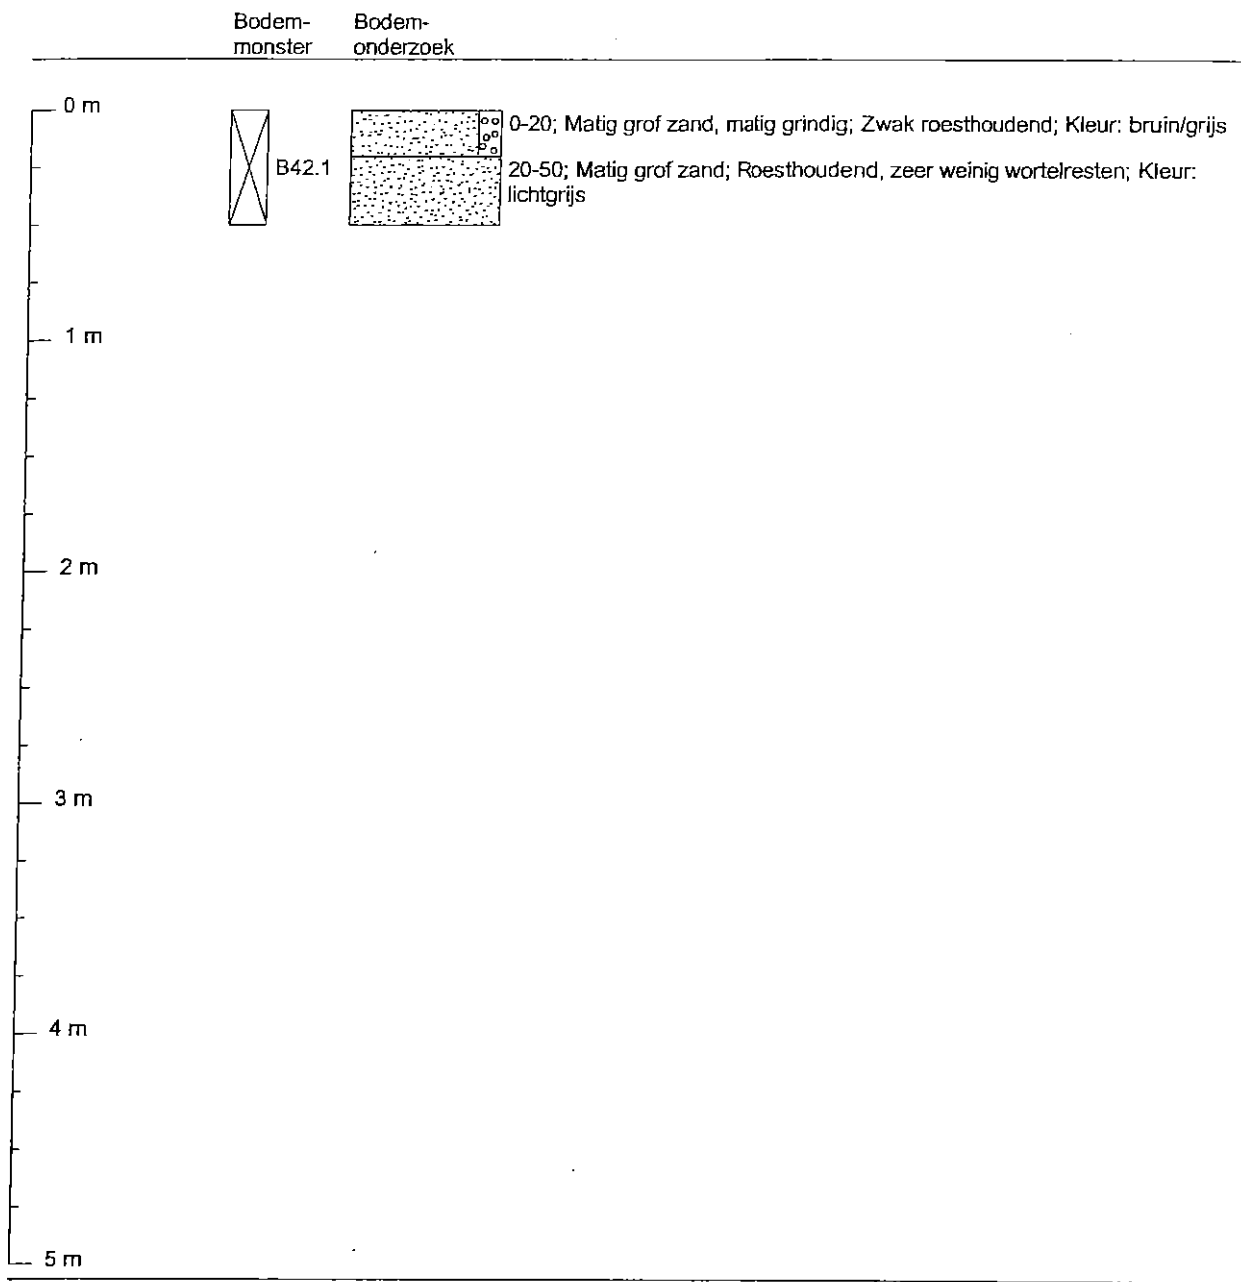 Bodem- Bodem-
monster onderzoek
0 m
0-20; Matig grof zand, matig grindig; Zwak roesthoudend; Kleur: bruin/grijs
B42.1
20-50; Matig grof zand; Roesthoudend, zeer weinig wortelresten; Kleur:
lichtgrijs
1 m
2 m
3 m
4 m
5 m